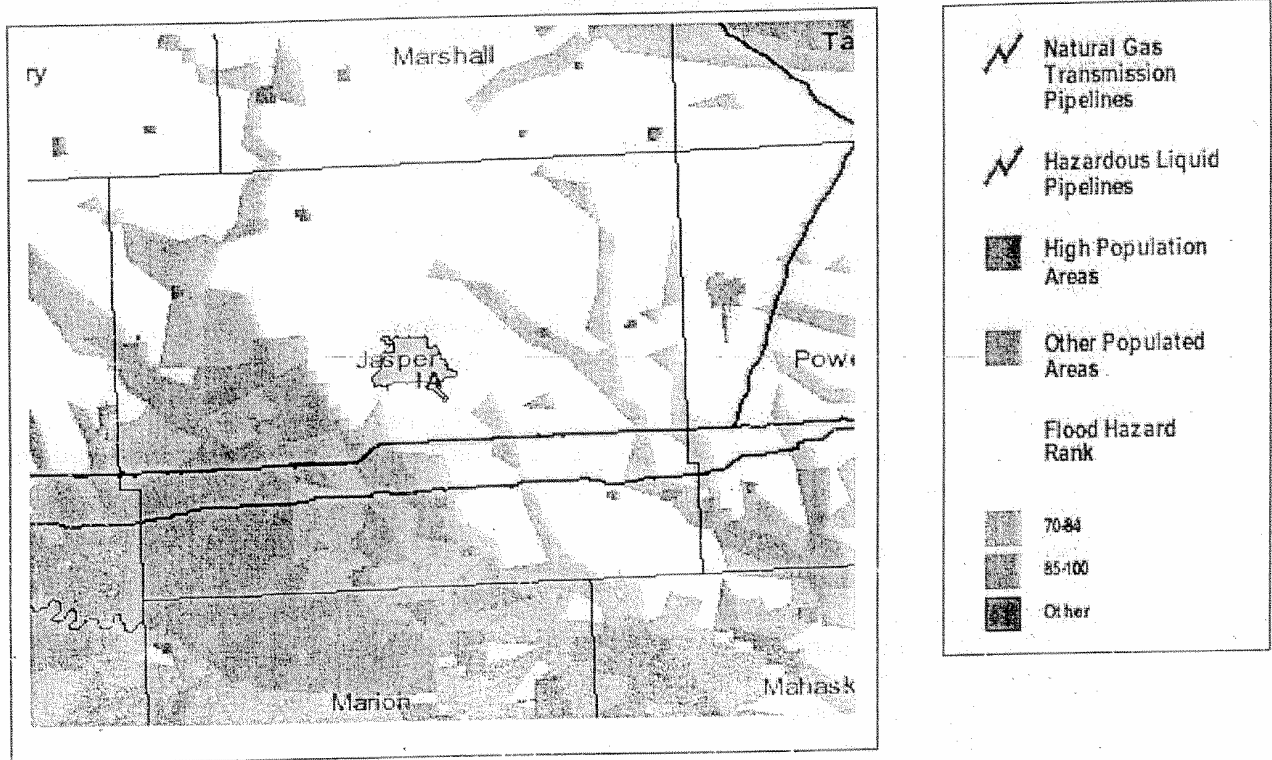 Marshall
Ta
ry
Jasper
IA
Powe
Marion
Mahask
Natural Gas
Transmission
Pipelines
Hazardous Liquid
Pipelines
High Population
Areas
Other Populated
Areas
Flood Hazard
Rank
70-84
85-100
Other